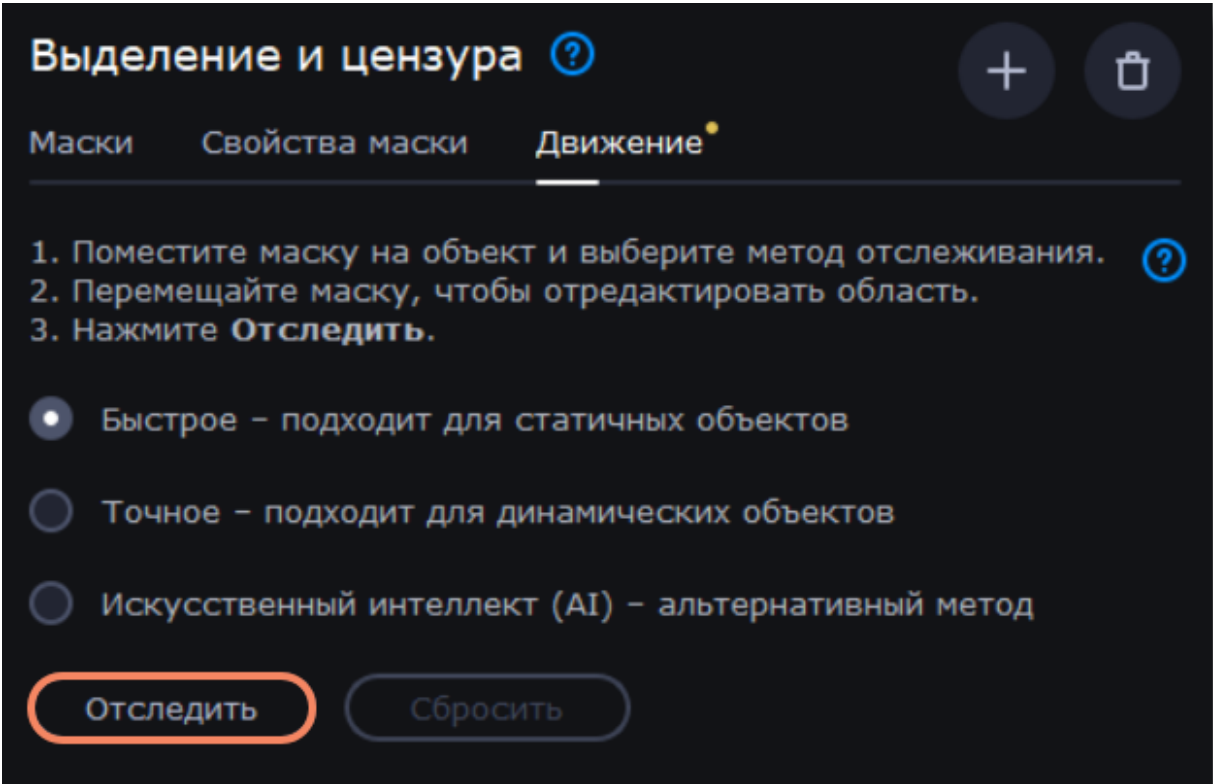 Выделение и цензура ?
Маски Свойства маски Движение
1. Поместите маску на объект и выберите метод отслеживания. ?
2. Перемещайте маску, чтобы отредактировать область.
3. Нажмите Отследить.
Быстрое – подходит для статичных объектов
Точное – подходит для динамических объектов
Искусственный интеллект (AI) – альтернативный метод
Отследить Сбросить